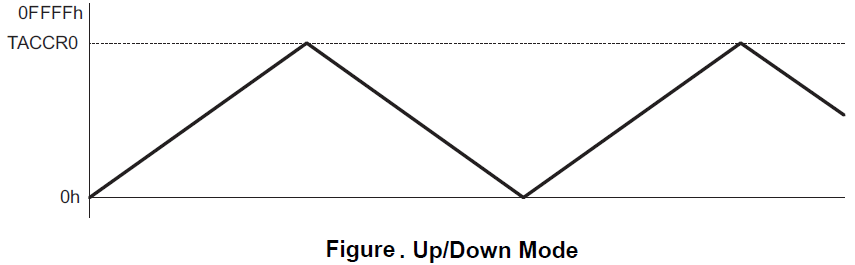 0FFFFh
TACCR0
0h
Figure . Up/Down Mode